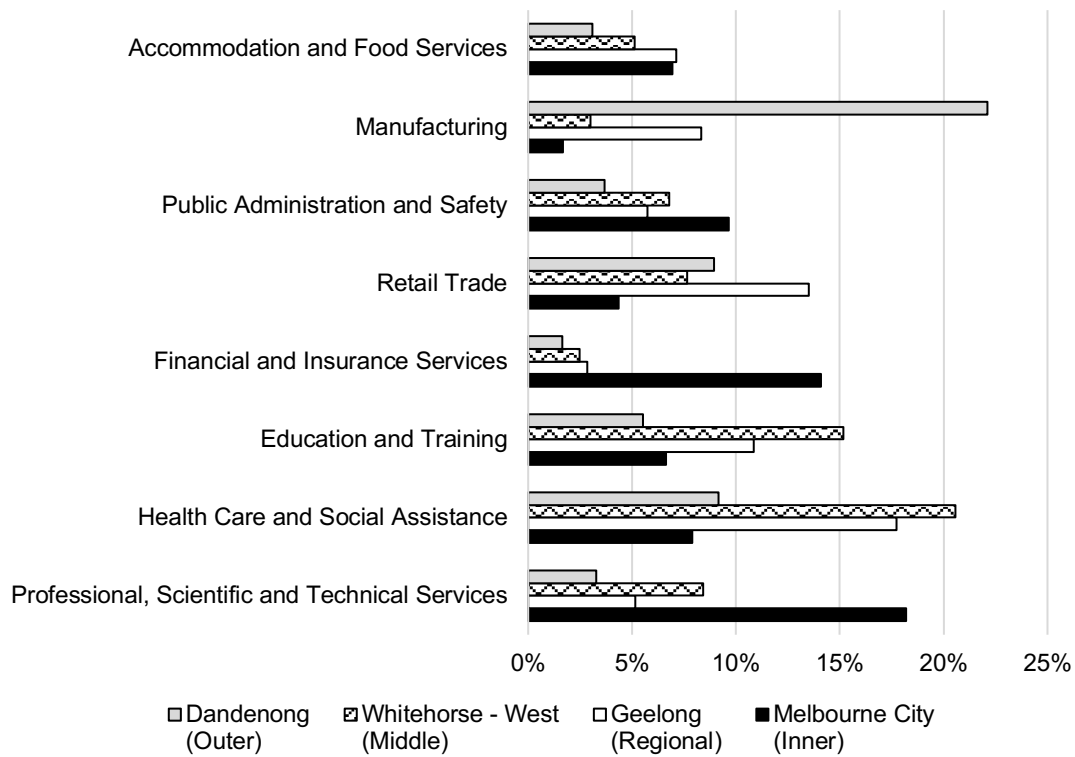 Accommodation and Food Services
Manufacturing
Public Administration and Safety
Retail Trade
Financial and Insurance Services
Education and Training
Health Care and Social Assistance
Professional, Scientific and Technical Services
0% 5% 10% 15% 20% 25%
Dandenong (Outer)
Whitehorse - West (Middle)
Geelong (Regional)
Melbourne City (Inner)